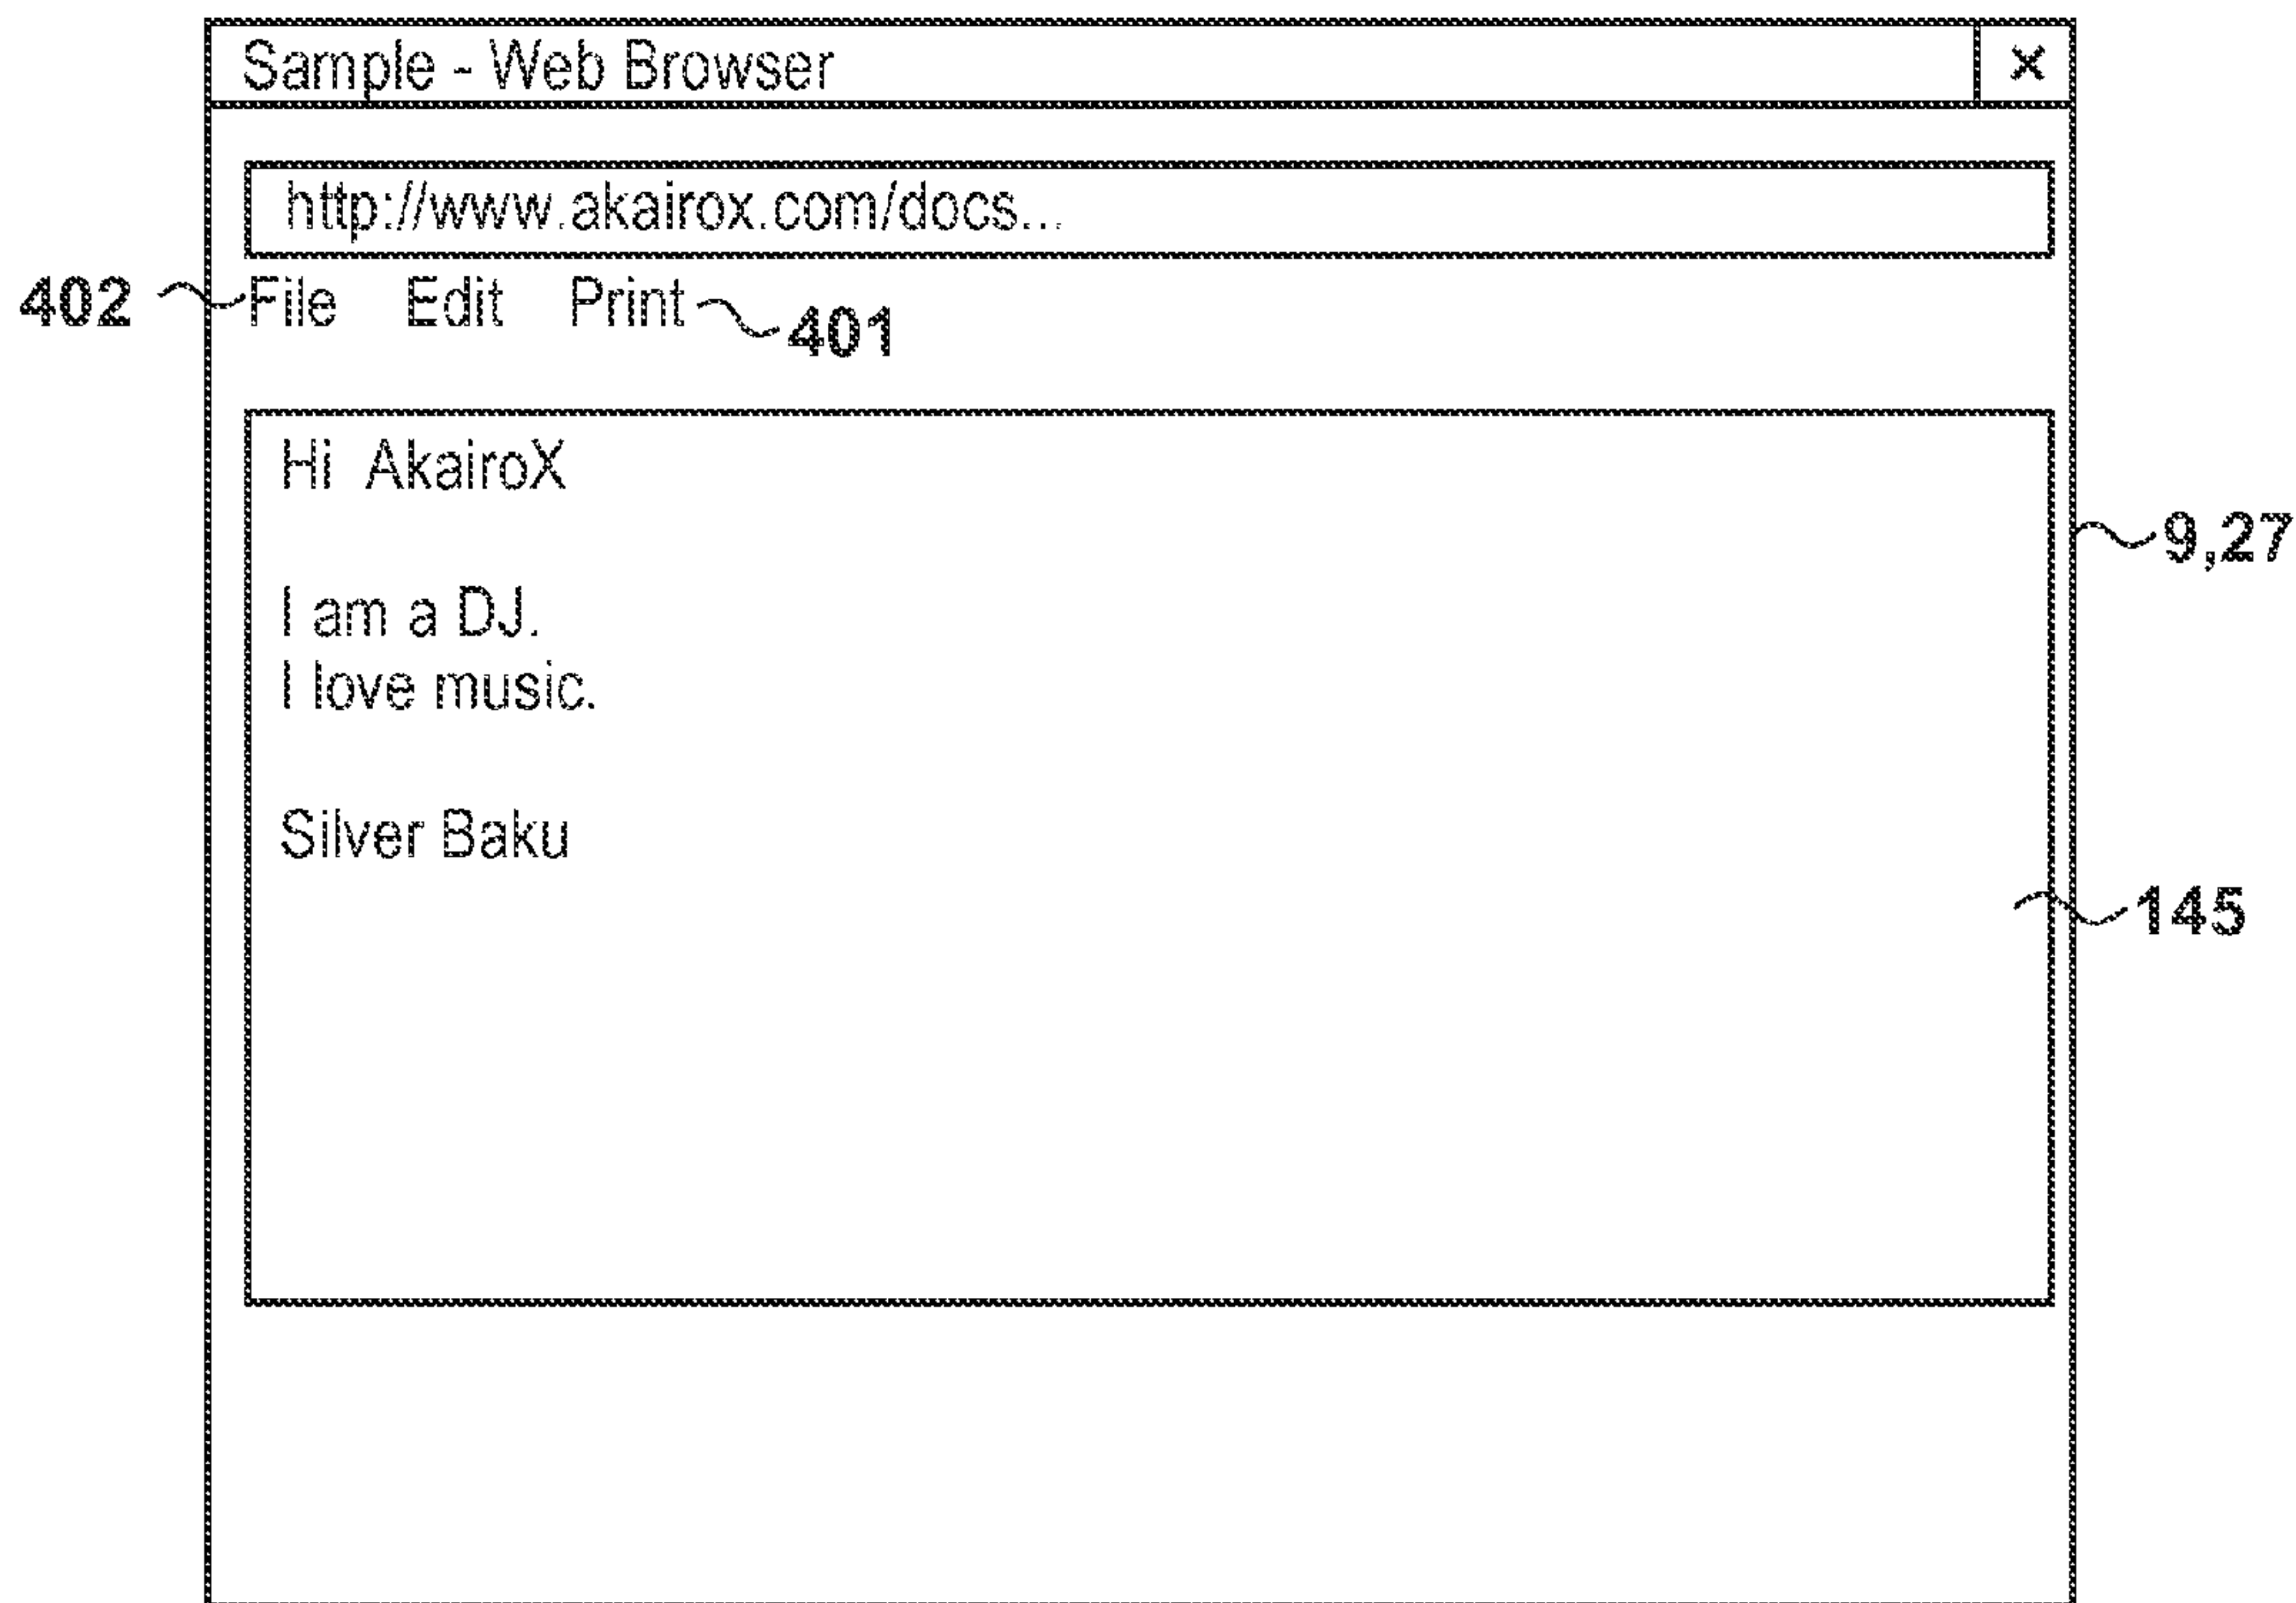 Sample - Web Browser ×
http://www.akairox.com/docs...
402 File Edit Print 401
Hi AkairoX
9,27
I am a DJ.
I love music.
Silver Baku
145